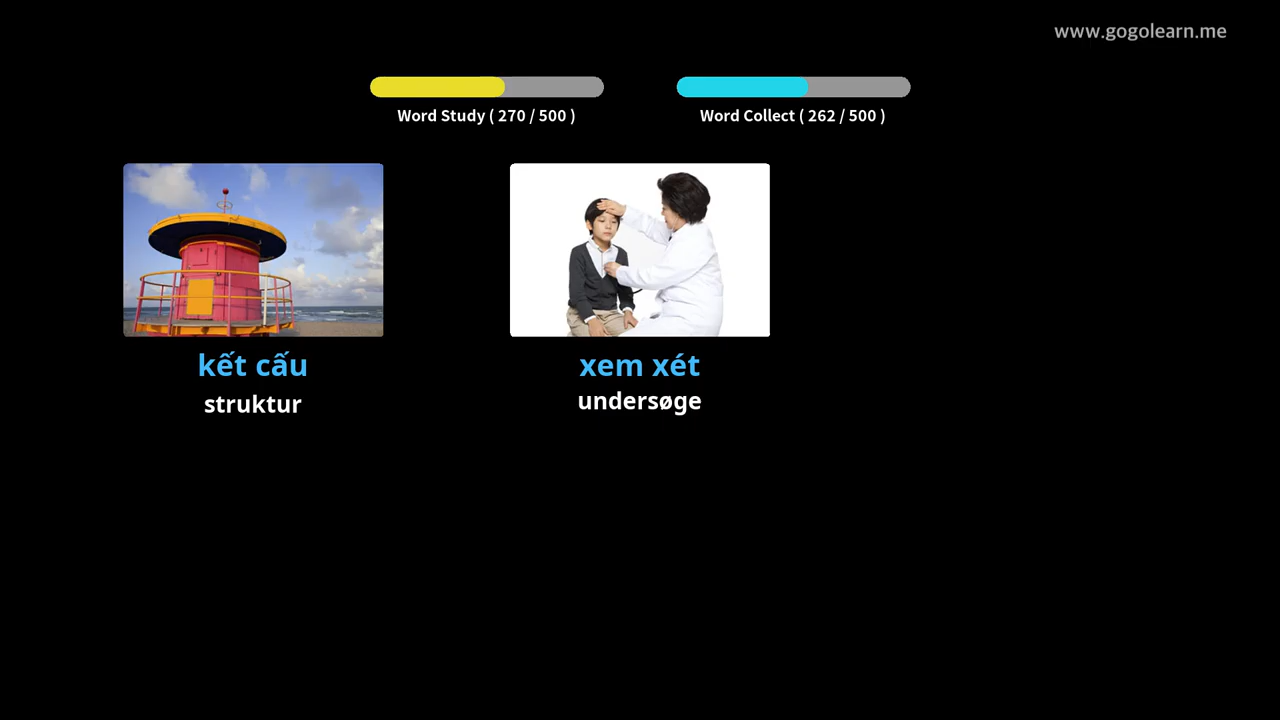 www.gogolearn.me
Word Study ( 270 / 500 )
Word Collect ( 262 / 500 )
kết cấu
struktur
xem xét
undersøge